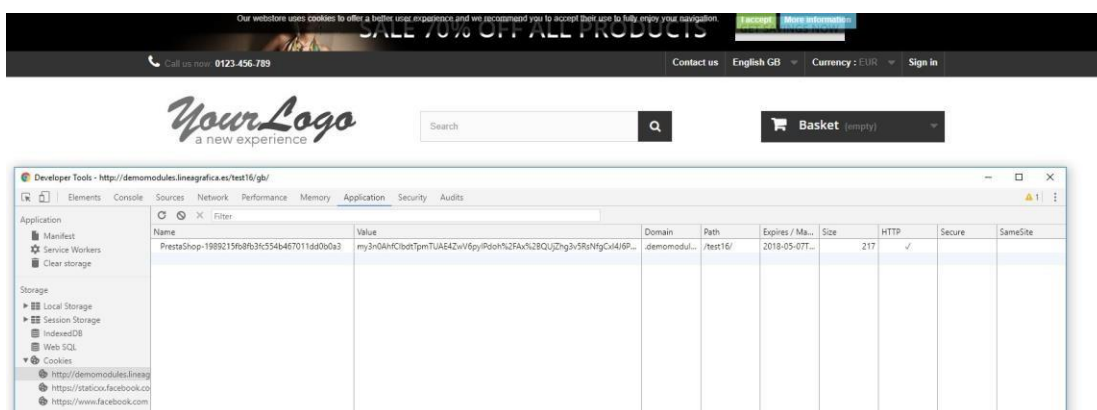 Our webstore uses cookies to offer a better user experience and we recommend you to accept their use to fully enjoy your navigation. I accept More information
SALE 70% OFF ALL PRODUCTS
Call us now: 0123-456-789 Contact us English GB Currency : EUR Sign in
YourLogo
a new experience
Search
Basket (empty)
Developer Tools - http://demomodules.lineagrafica.es/test16/gb/
Elements Console Sources Network Performance Memory Application Security Audits 1
Application
Filter
Name Value Domain Path Expires / Ma... Size HTTP Secure SameSite
Manifest
PrestaShop-1989215fb8fb3fc554b467011dd0b0a3 .demomodul... /test16/ 2018-05-07T... 217 ✓
Service Workers
Clear storage
Storage
Local Storage
Session Storage
IndexedDB
Web SQL
Cookies
http://demomodules.lineag
https://staticxx.facebook.co
https://www.facebook.com